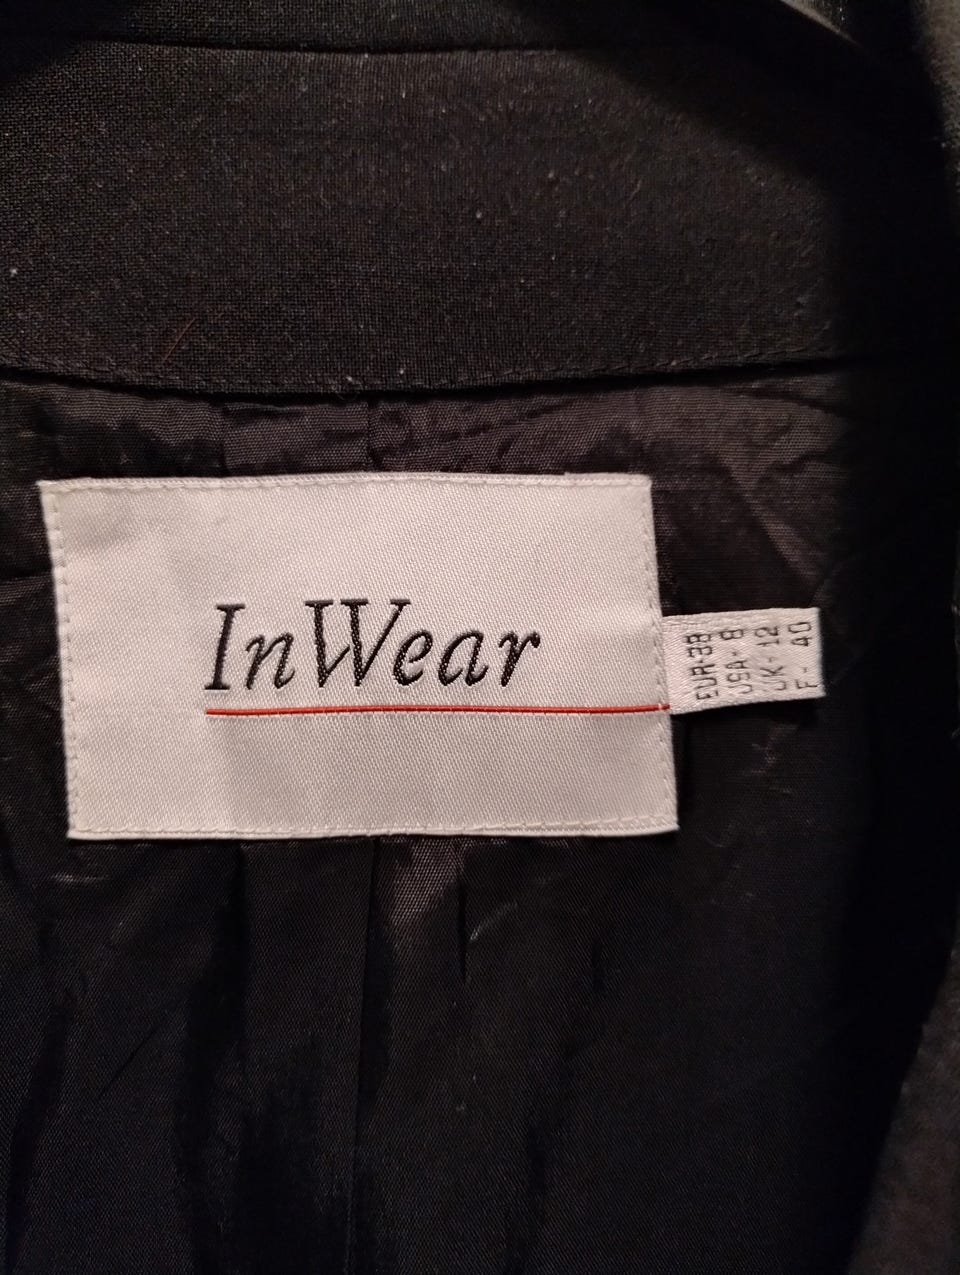 InWear
EUR-38
USA- 8
UK- 12
F- 40